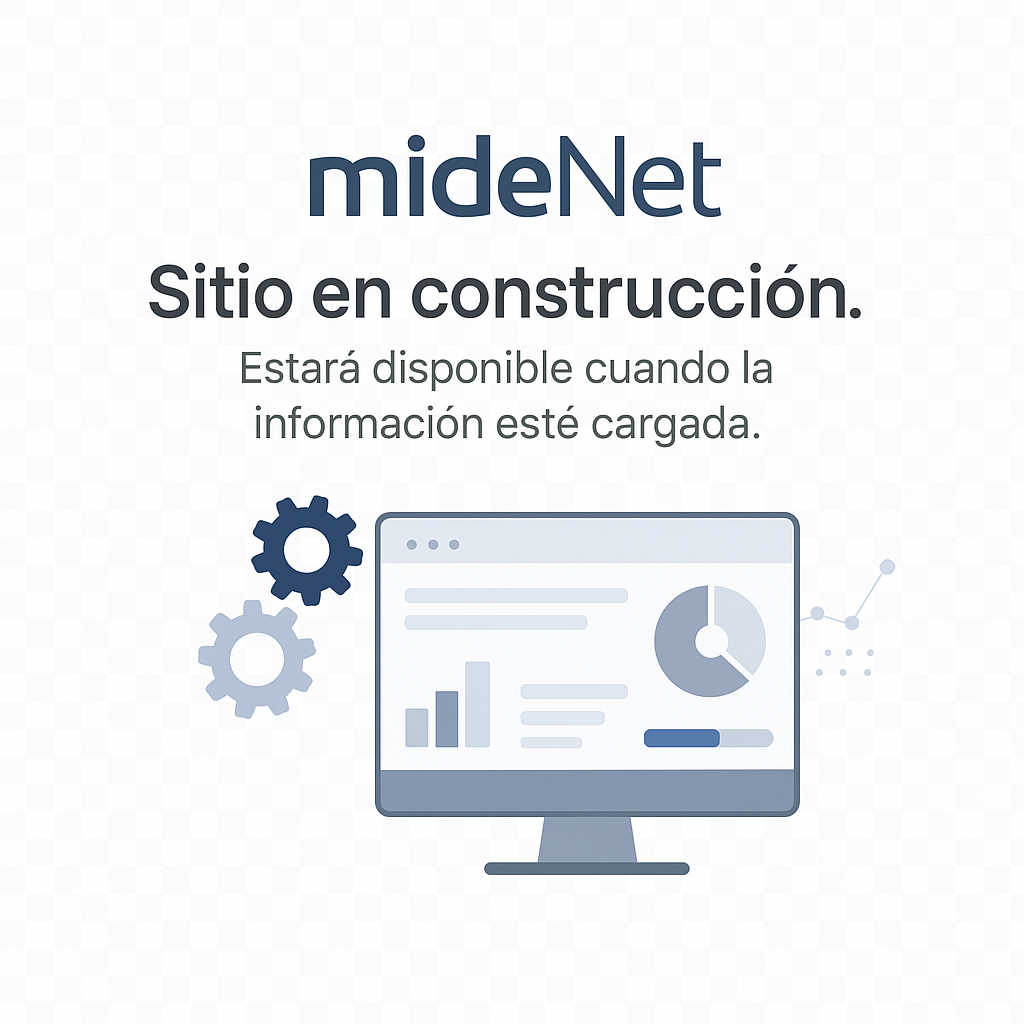 mideNet
Sitio en construcción.
Estará disponible cuando la
información esté cargada.